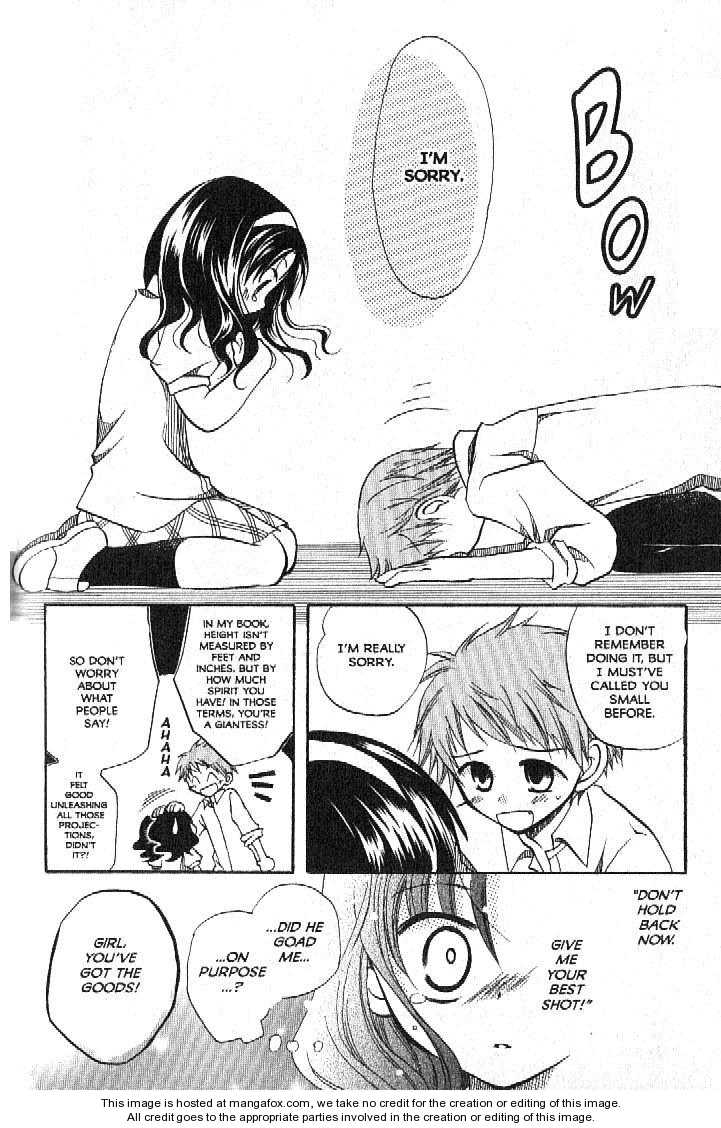 BOW
I'M
SORRY.
I DON'T
REMEMBER
DOING IT, BUT
I MUST'VE
CALLED YOU
SMALL
BEFORE.
I'M REALLY
SORRY.
IN MY BOOK,
HEIGHT ISN'T
MEASURED BY
FEET AND
INCHES, BUT BY
HOW MUCH
SPIRIT YOU
HAVE! IN THOSE
TERMS, YOU'RE
A GIANTESS!
SO DON'T
WORRY
ABOUT
WHAT
PEOPLE
SAY!
AHAHA
IT
FELT
GOOD
UNLEASHING
ALL THOSE
PROJEC-
TIONS,
DIDN'T
IT?!
"DON'T
HOLD
BACK
NOW.
GIVE
ME
YOUR
BEST
SHOT!"
...DID HE
GOAD
ME...
...ON
PURPOSE
...?
GIRL,
YOU'VE
GOT THE
GOODS!
This image is hosted at mangafox.com, we take no credit for the creation or editing of this image.
All credit goes to the appropriate parties involved in the creation or editing of this image.